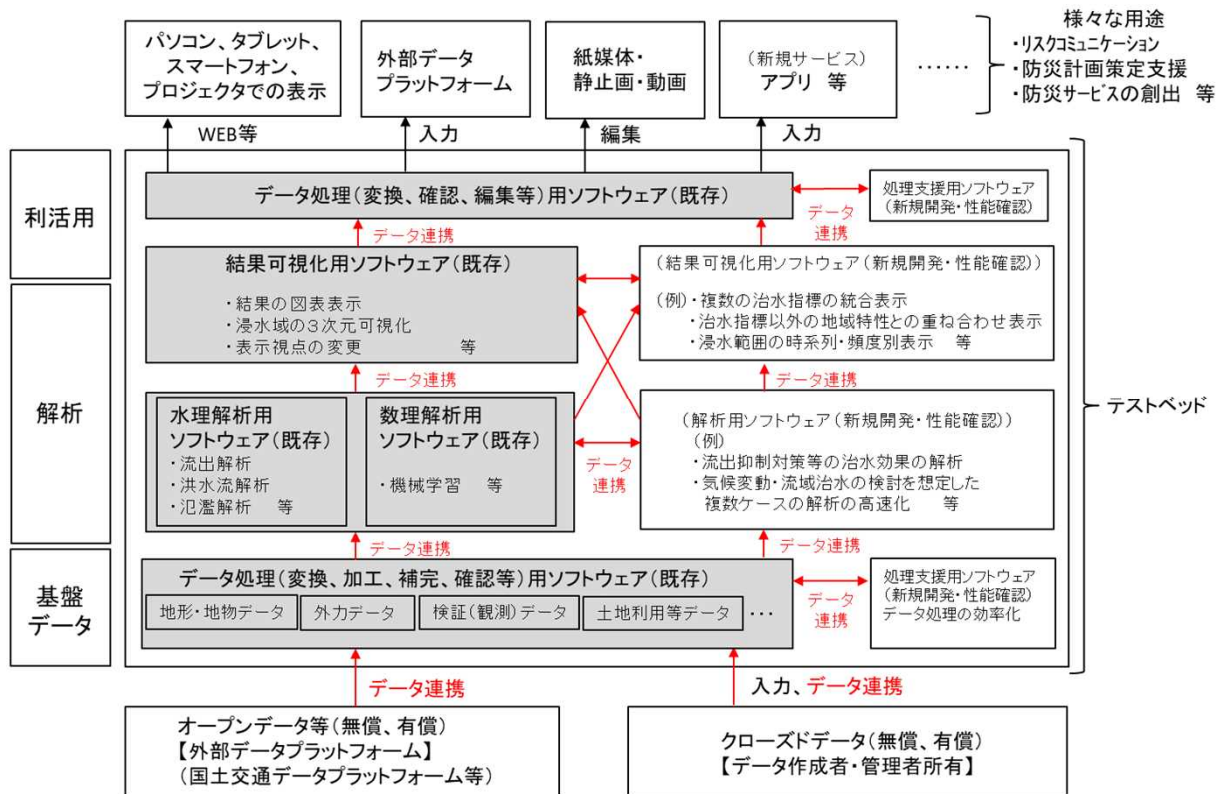 パソコン、タブレット、
スマートフォン、
プロジェクタでの表示
外部データ
プラットフォーム
紙媒体・
静止画・動画
(新規サービス)
アプリ 等
……
様々な用途
・リスクコミュニケーション
・防災計画策定支援
・防災サービスの創出 等
WEB等
入力
編集
入力
利活用
データ処理(変換、確認、編集等)用ソフトウェア(既存)
データ
連携
処理支援用ソフトウェア
(新規開発・性能確認)
データ連携
結果可視化用ソフトウェア(既存)
・結果の図表表示
・浸水域の3次元可視化
・表示視点の変更 等
(結果可視化用ソフトウェア(新規開発・性能確認))
(例)・複数の治水指標の統合表示
・治水指標以外の地域特性との重ね合わせ表示
・浸水範囲の時系列・頻度別表示 等
解析
データ連携
データ連携
水理解析用
ソフトウェア(既存)
・流出解析
・洪水流解析
・氾濫解析 等
数理解析用
ソフトウェア(既存)
・機械学習 等
データ
連携
(解析用ソフトウェア(新規開発・性能確認))
(例)
・流出抑制対策等の治水効果の解析
・気候変動・流域治水の検討を想定した
複数ケースの解析の高速化 等
テストベッド
データ連携
データ連携
基盤
データ
データ処理(変換、加工、補完、確認等)用ソフトウェア(既存)
地形・地物データ
外力データ
検証(観測)データ
土地利用等データ
…
データ
連携
処理支援用ソフトウェア
(新規開発・性能確認)
データ処理の効率化
データ連携
入力、データ連携
オープンデータ等(無償、有償)
【外部データプラットフォーム】
(国土交通データプラットフォーム等)
クローズドデータ(無償、有償)
【データ作成者・管理者所有】